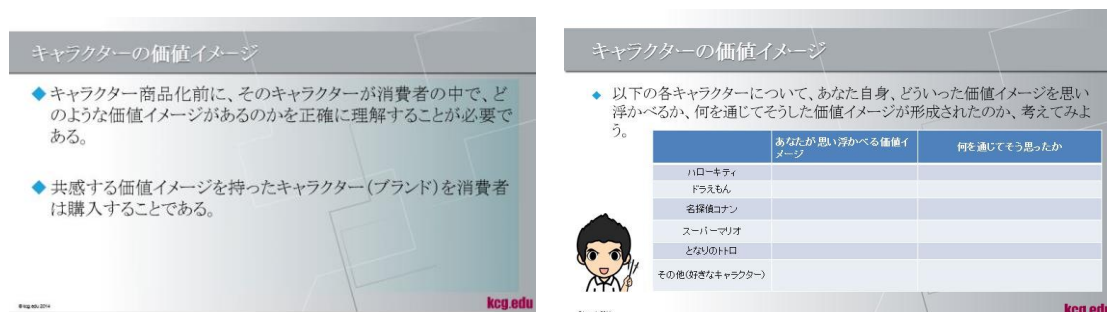 キャラクターの価値イメージ
◆キャラクター商品化前に、そのキャラクターが消費者の中で、ど
のような価値イメージがあるのかを正確に理解することが必要で
ある。
◆共感する価値イメージを持ったキャラクター(ブランド)を消費者
は購入することである。
©kcg.edu 2014
kcg.edu
キャラクターの価値イメージ
◆以下の各キャラクターについて、あなた自身、どういった価値イメージを思い
浮かべるか、何を通じてそうした価値イメージが形成されたのか、考えてみよ
う。
あなたが思い浮かべる価値イ
メージ
何を通じてそう思ったか
ハローキティ
ドラえもん
名探偵コナン
スーパーマリオ
となりのトトロ
その他(好きなキャラクター)
kcg.edu